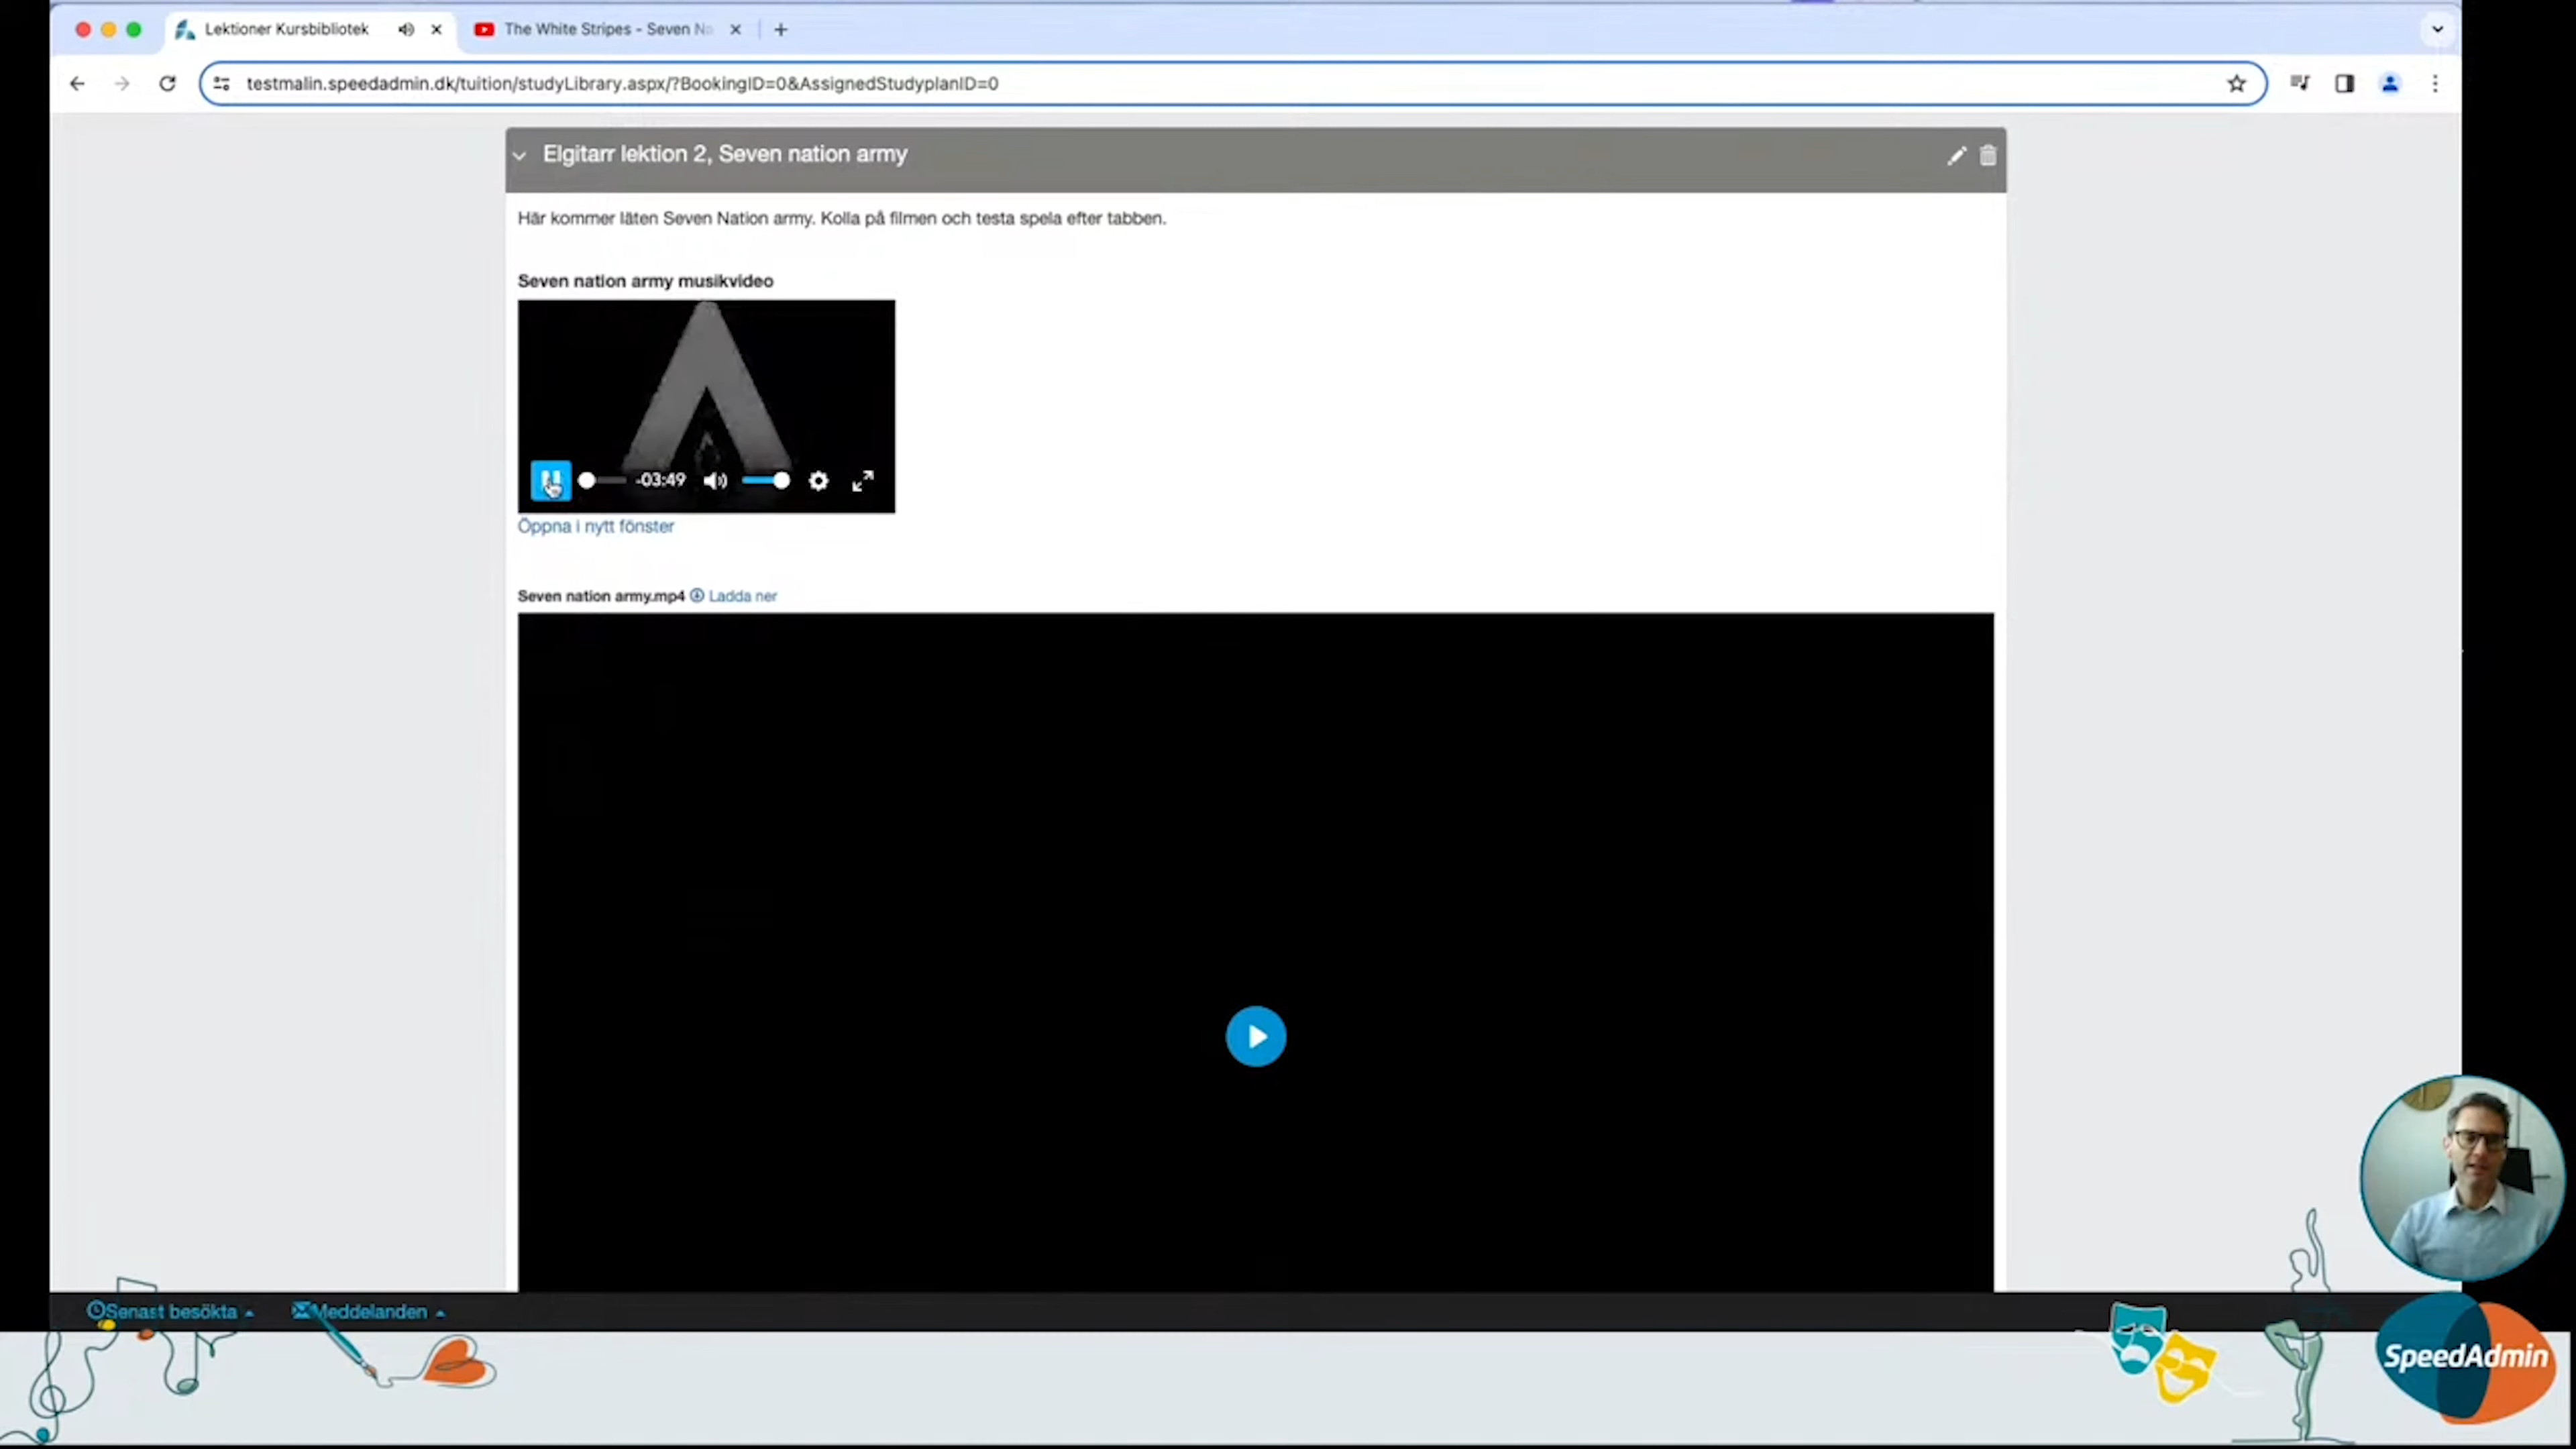 Lektioner Kursbibliotek
The White Stripes - Seven Na
testmalin.speedadmin.dk/tuition/studyLibrary.aspx/?BookingID=0&AssignedStudyplanID=0
Elgitarr lektion 2, Seven nation army
Här kommer låten Seven Nation army. Kolla på filmen och testa spela efter tabben.
Seven nation army musikvideo
-03:49
Öppna i nytt fönster
Seven nation army.mp4 Ladda ner
Senast besökta Meddelanden
SpeedAdmin